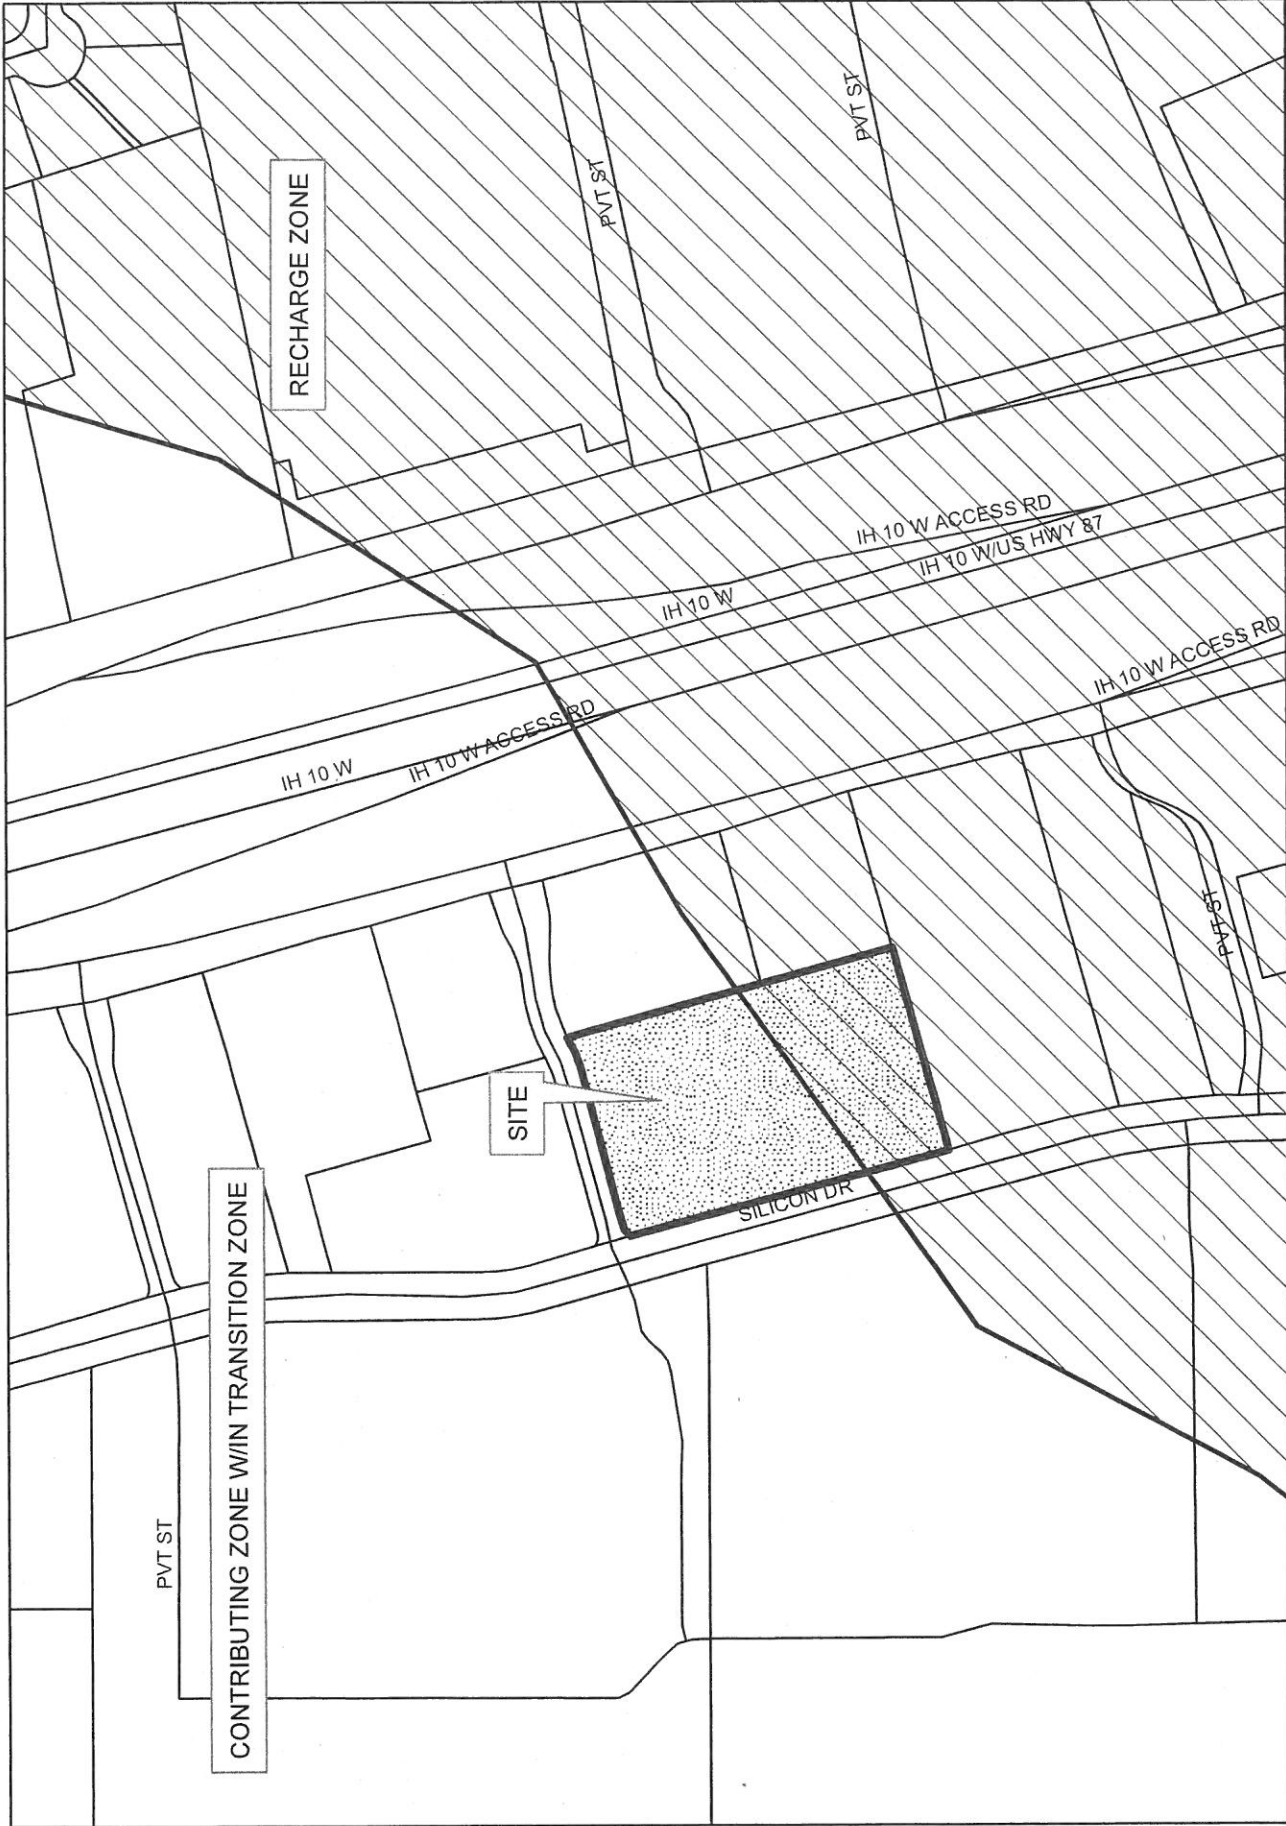 RECHARGE ZONE
PVT ST
PVT ST
IH 10 W ACCESS RD
IH 10 W/US HWY 87
IH 10 W
IH 10 W ACCESS RD
IH 10 W ACCESS RD
IH 10 W
PVT ST
SITE
SILICON DR
CONTRIBUTING ZONE W/IN TRANSITION ZONE
PVT ST